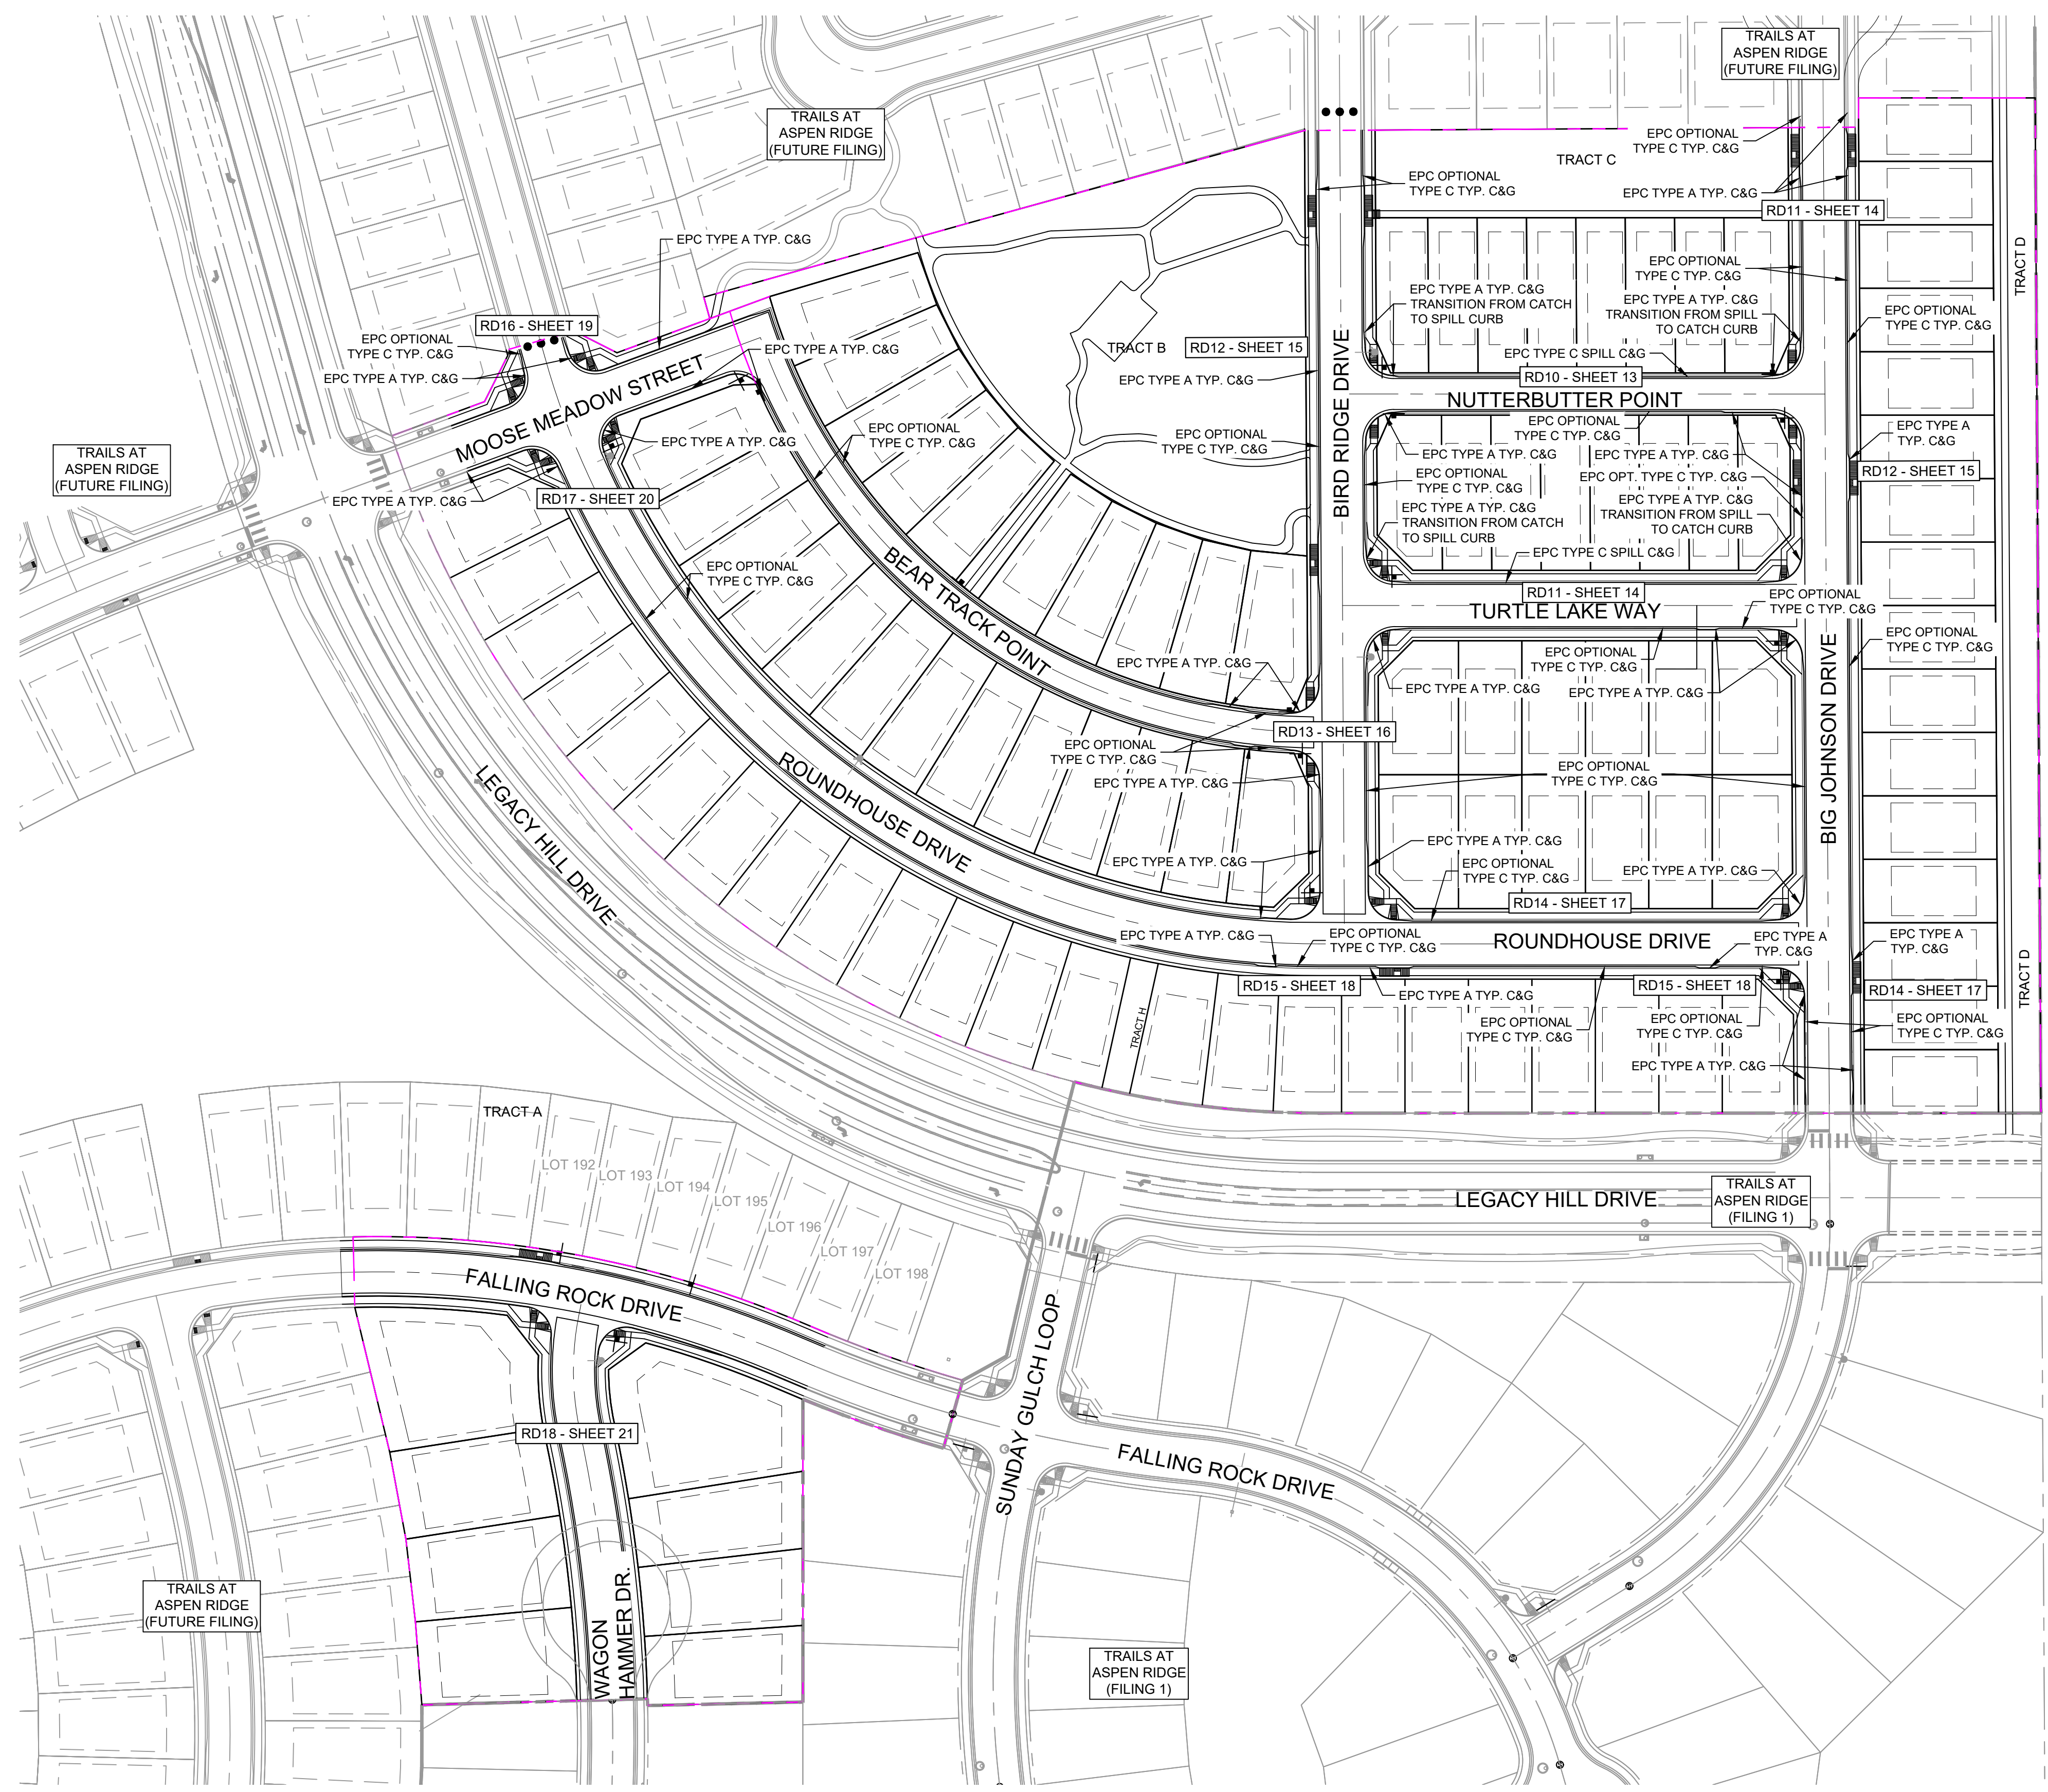 TRAILS AT
ASPEN RIDGE
(FUTURE FILING)
TRAILS AT
ASPEN RIDGE
(FUTURE FILING)
EPC OPTIONAL
TYPE C TYP. C&G
TRACT C
EPC OPTIONAL
TYPE C TYP. C&G
EPC TYPE A TYP. C&G
RD11 - SHEET 14
EPC TYPE A TYP. C&G
TRACT D
EPC OPTIONAL
TYPE C TYP. C&G
EPC TYPE A TYP. C&G
TRANSITION FROM CATCH
TO SPILL CURB
EPC TYPE A TYP. C&G
TRANSITION FROM SPILL
TO CATCH CURB
EPC OPTIONAL
TYPE C TYP. C&G
RD16 - SHEET 19
EPC OPTIONAL
TYPE C TYP. C&G
EPC TYPE A TYP. C&G
EPC TYPE A TYP. C&G
TRACT B
RD12 - SHEET 15
EPC TYPE A TYP. C&G
EPC TYPE C SPILL C&G
RD10 - SHEET 13
MOOSE MEADOW STREET
BIRD RIDGE DRIVE
NUTTERBUTTER POINT
EPC OPTIONAL
TYPE C TYP. C&G
EPC TYPE A
TYP. C&G
EPC OPTIONAL
TYPE C TYP. C&G
EPC TYPE A TYP. C&G
EPC OPTIONAL
TYPE C TYP. C&G
EPC TYPE A TYP. C&G
EPC TYPE A TYP. C&G
TRAILS AT
ASPEN RIDGE
(FUTURE FILING)
RD12 - SHEET 15
EPC OPTIONAL
TYPE C TYP. C&G
EPC OPT. TYPE C TYP. C&G
EPC TYPE A TYP. C&G
RD17 - SHEET 20
EPC TYPE A TYP. C&G
TRANSITION FROM CATCH
TO SPILL CURB
EPC TYPE A TYP. C&G
TRANSITION FROM SPILL
TO CATCH CURB
EPC TYPE C SPILL C&G
EPC OPTIONAL
TYPE C TYP. C&G
BEAR TRACK POINT
RD11 - SHEET 14
EPC OPTIONAL
TYPE C TYP. C&G
TURTLE LAKE WAY
EPC OPTIONAL
TYPE C TYP. C&G
EPC OPTIONAL
TYPE C TYP. C&G
EPC TYPE A TYP. C&G
EPC TYPE A TYP. C&G
EPC TYPE A TYP. C&G
BIG JOHNSON DRIVE
RD13 - SHEET 16
EPC OPTIONAL
TYPE C TYP. C&G
EPC TYPE A TYP. C&G
EPC OPTIONAL
TYPE C TYP. C&G
LEGACY HILL DRIVE
ROUNDHOUSE DRIVE
EPC TYPE A TYP. C&G
EPC TYPE A TYP. C&G
EPC OPTIONAL
TYPE C TYP. C&G
EPC TYPE A TYP. C&G
RD14 - SHEET 17
EPC TYPE A TYP. C&G
EPC OPTIONAL
TYPE C TYP. C&G
ROUNDHOUSE DRIVE
EPC TYPE A
TYP. C&G
EPC TYPE A
TYP. C&G
RD15 - SHEET 18
EPC TYPE A TYP. C&G
RD15 - SHEET 18
RD14 - SHEET 17
TRACT D
TRACT H
EPC OPTIONAL
TYPE C TYP. C&G
EPC OPTIONAL
TYPE C TYP. C&G
EPC OPTIONAL
TYPE C TYP. C&G
EPC TYPE A TYP. C&G
TRACT A
LOT 192
LOT 193
LOT 194
LOT 195
LOT 196
LOT 197
LOT 198
LEGACY HILL DRIVE
TRAILS AT
ASPEN RIDGE
(FILING 1)
FALLING ROCK DRIVE
SUNDAY GULCH LOOP
RD18 - SHEET 21
FALLING ROCK DRIVE
TRAILS AT
ASPEN RIDGE
(FUTURE FILING)
WAGON
HAMMER DR.
TRAILS AT
ASPEN RIDGE
(FILING 1)